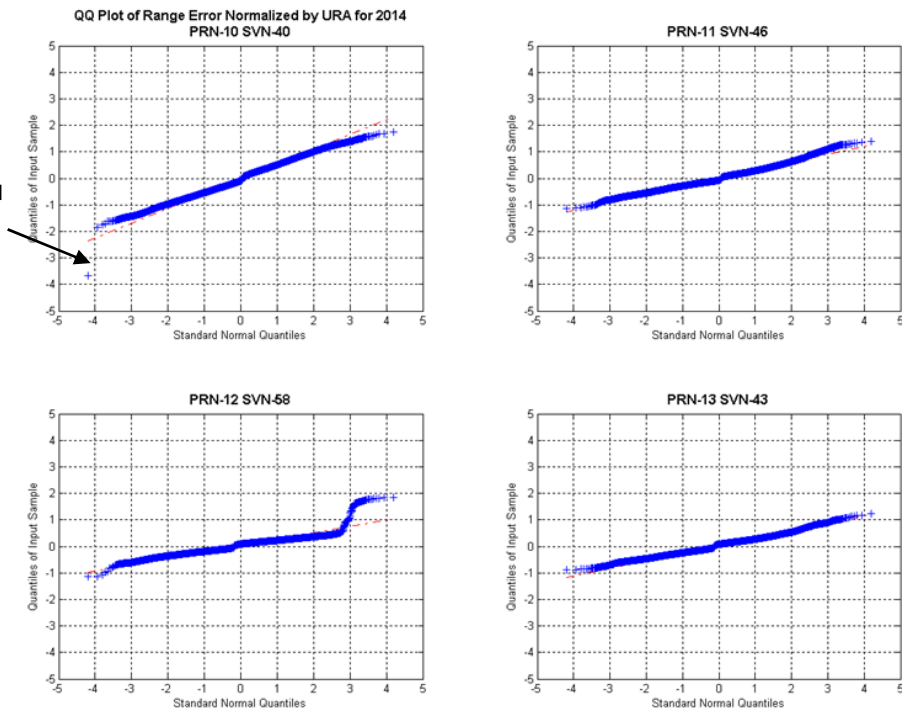 QQ Plot of Range Error Normalized by URA for 2014
PRN-10 SVN-40
5
4
3
2
1
0
-1
-2
-3
-4
-5
Quantiles of Input Sample
-5 -4 -3 -2 -1 0 1 2 3 4 5
Standard Normal Quantiles
PRN-11 SVN-46
5
4
3
2
1
0
-1
-2
-3
-4
-5
Quantiles of Input Sample
-5 -4 -3 -2 -1 0 1 2 3 4 5
Standard Normal Quantiles
PRN-12 SVN-58
5
4
3
2
1
0
-1
-2
-3
-4
-5
Quantiles of Input Sample
-5 -4 -3 -2 -1 0 1 2 3 4 5
Standard Normal Quantiles
PRN-13 SVN-43
5
4
3
2
1
0
-1
-2
-3
-4
-5
Quantiles of Input Sample
-5 -4 -3 -2 -1 0 1 2 3 4 5
Standard Normal Quantiles